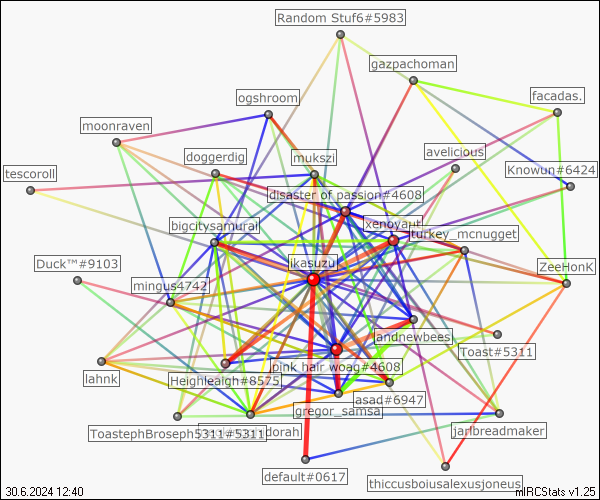 Random Stuf6#5983
gazpachoman
facadas.
ogshroom
moonraven
avelicious
doggerdig
mukszi
Knowun#6424
tescoroll
disaster of passion#4608
xenoyaut
bigcitysamurai
turkey_mcnugget
ikasuzu
Duck™#9103
ZeeHonK
mingus4742
landnewbees
Toast#5311
pink hair woag#4608
lahnk
Heighleaigh#8575
asad#6947
gregor_samsa
ToastephBroseph5311#5311
dorah
jarlbreadmaker
default#0617
thiccusboiusalexusjoneus
30.6.2024 12:40
mIRCStats v1.25